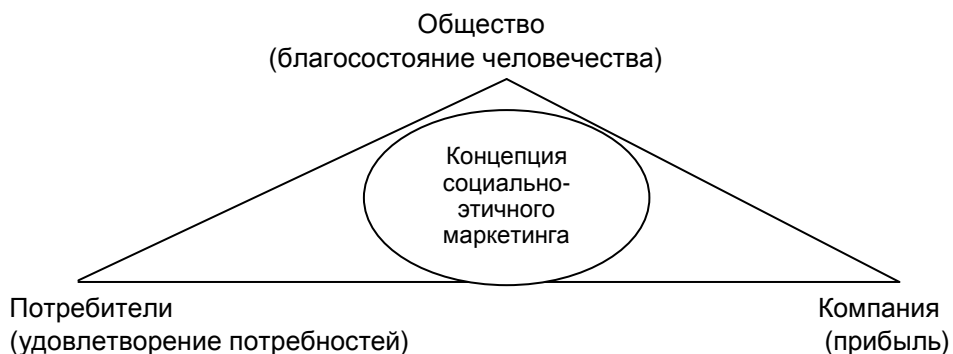 Общество
(благосостояние человечества)
Концепция
социально-
этичного
маркетинга
Потребители
(удовлетворение потребностей)
Компания
(прибыль)